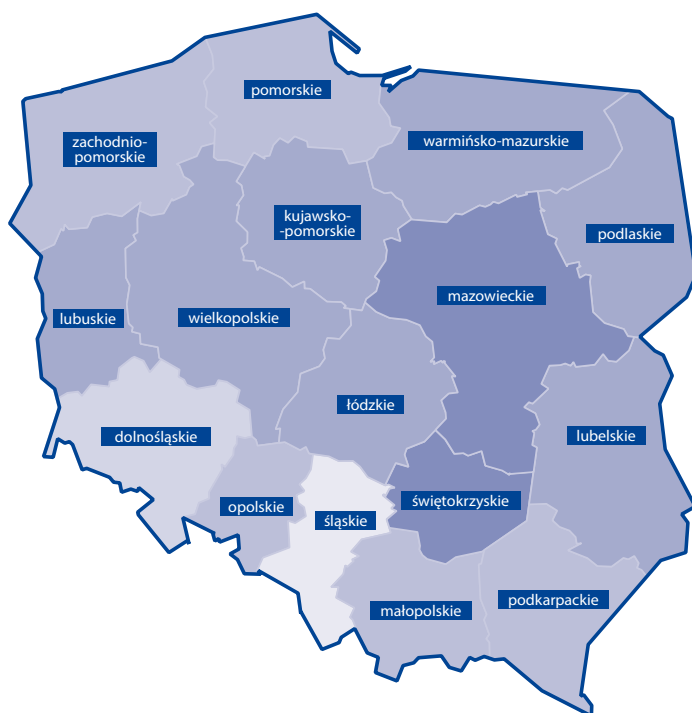 pomorskie
zachodnio-
pomorskie
warmińsko-mazurskie
kujawsko-
-pomorskie
podlaskie
mazowieckie
lubuskie
wielkopolskie
łódzkie
dolnośląskie
lubelskie
opolskie
śląskie
świętokrzyskie
małopolskie
podkarpackie